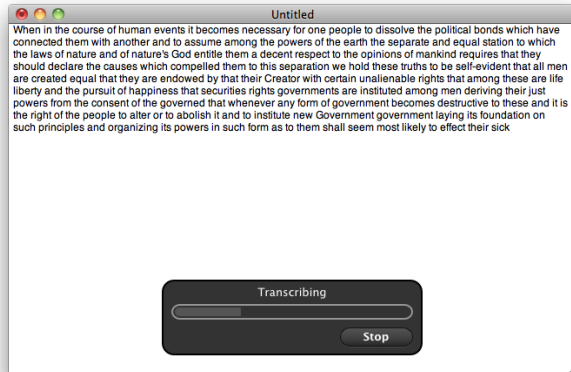 Untitled
When in the course of human events it becomes necessary for one people to dissolve the political bonds which have
connected them with another and to assume among the powers of the earth the separate and equal station to which
the laws of nature and of nature's God entitle them a decent respect to the opinions of mankind requires that they
should declare the causes which compelled them to this separation we hold these truths to be self-evident that all men
are created equal that they are endowed by that their Creator with certain unalienable rights that among these are life
liberty and the pursuit of happiness that securities rights governments are instituted among men deriving their just
powers from the consent of the governed that whenever any form of government becomes destructive to these and it is
the right of the people to alter or to abolish it and to institute new Government government laying its foundation on
such principles and organizing its powers in such form as to them shall seem most likely to effect their sick
Transcribing
Stop